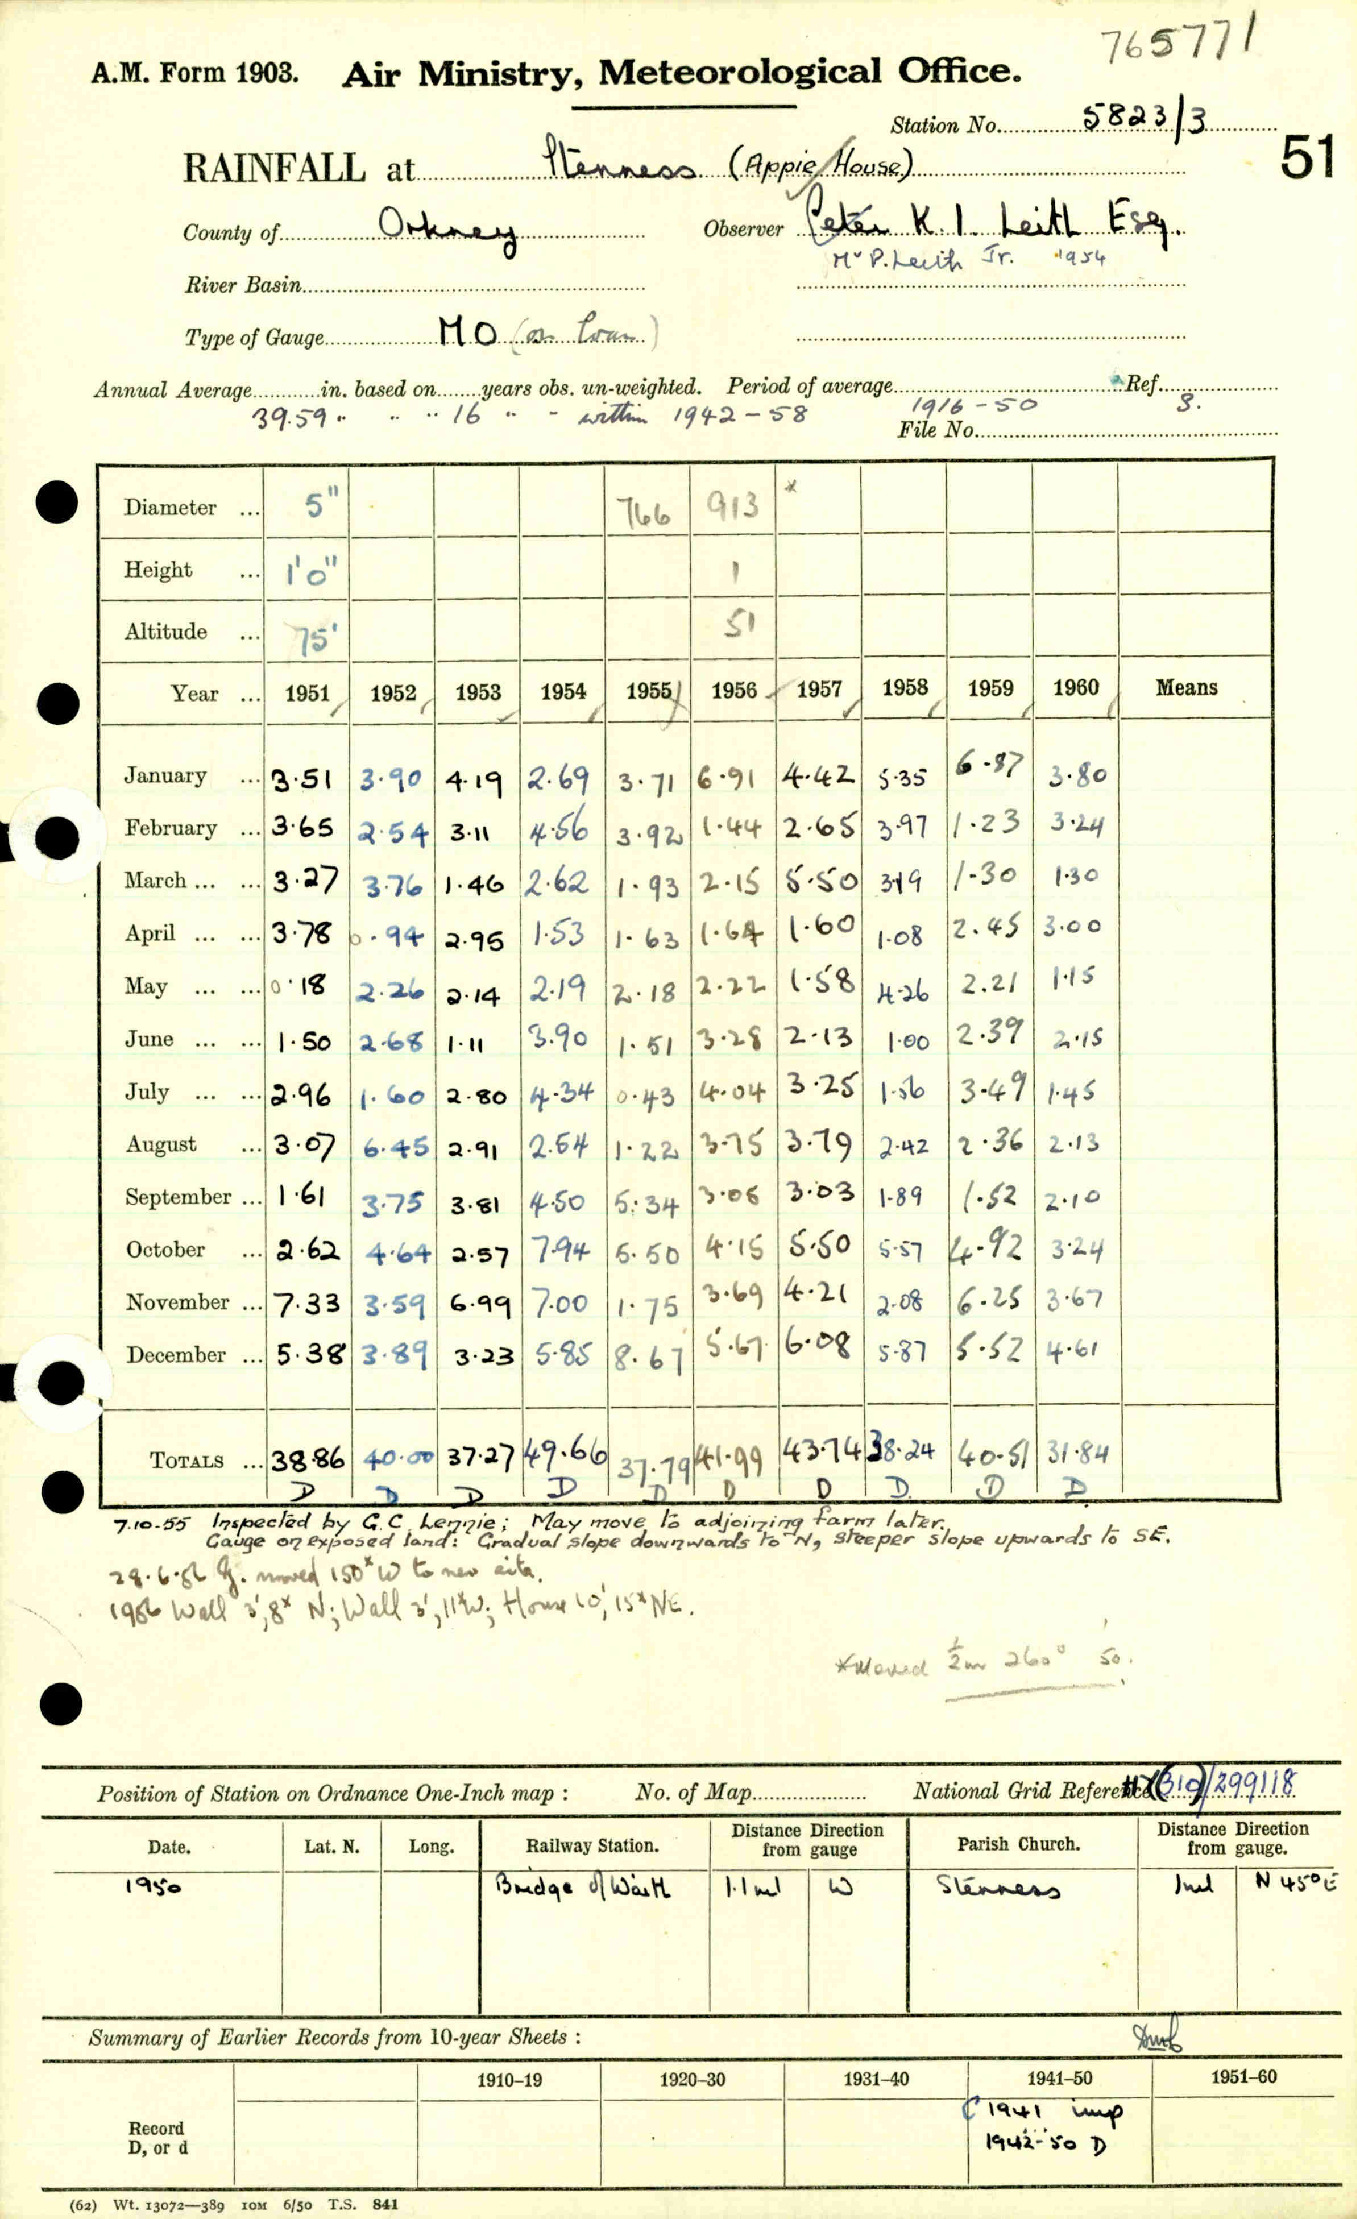 765771
A.M. Form 1903. Air Ministry, Meteorological Office.
Station No. 5823/3
51
RAINFALL at Stenness (Appie House)
County of Orkney Observer Peter K. I. Leith Esq.
Mr P. Leith Jr. 1954
River Basin
Type of Gauge MO (on loan)
Annual Average in. based on years obs. un-weighted. Period of average Ref.
39.59 " " " 16 " " within 1942-58 1916-50 S.
File No.
Diameter ... 5" 766 913 *
Height ... 1'0" 1
Altitude ... 75' 51
Year ... 1951 1952 1953 1954 1955 1956 1957 1958 1959 1960 Means
January ... 3.51 3.90 4.19 2.69 3.71 6.91 4.42 5.35 6.87 3.80
February ... 3.65 2.54 3.11 4.56 3.92 1.44 2.65 3.97 1.23 3.24
March ... ... 3.27 3.76 1.46 2.62 1.93 2.15 5.50 3.19 1.30 1.30
April ... ... 3.78 0.94 2.95 1.53 1.63 1.64 1.60 1.08 2.45 3.00
May ... ... 0.18 2.26 2.14 2.19 2.18 2.22 1.58 4.26 2.21 1.15
June ... ... 1.50 2.68 1.11 3.90 1.51 3.28 2.13 1.00 2.39 2.15
July ... ... 2.96 1.60 2.80 4.34 0.43 4.04 3.25 1.56 3.49 1.45
August ... 3.07 6.45 2.91 2.54 1.22 3.75 3.79 2.42 2.36 2.13
September ... 1.61 3.75 3.81 4.50 5.34 3.05 3.03 1.89 1.52 2.10
October ... 2.62 4.64 2.57 7.94 5.50 4.15 5.50 5.57 4.92 3.24
November ... 7.33 3.59 6.99 7.00 1.75 3.69 4.21 2.08 6.25 3.67
December ... 5.38 3.89 3.23 5.85 8.67 5.67 6.08 5.87 5.52 4.61
TOTALS ... 38.86 40.00 37.27 49.66 37.79 41.99 43.74 38.24 40.51 31.84
D D D D D D D D D D
7.10.55 Inspected by G.C. Lennie; May move to adjoining farm later.
Gauge on exposed land: Gradual slope downwards to N, steeper slope upwards to SE.
28.6.56 G. moved 150x W to new site.
1956 Wall 3', 8x N; Wall 3', 11x W; House 10', 15x NE.
*Moved ½m 260° 50'.
Position of Station on Ordnance One-Inch map : No. of Map National Grid Reference HY(310)/299118
Date. Lat. N. Long. Railway Station. Distance Direction from gauge Parish Church. Distance Direction from gauge.
1950 Bridge of Waith 1.1 ml W Stenness 1 ml N 45° E
Summary of Earlier Records from 10-year Sheets :
1910–19 1920–30 1931–40 1941–50 1951–60
Record
D, or d
1941 imp
1942-50 D
(62) Wt. 13072—389 10M 6/50 T.S. 841